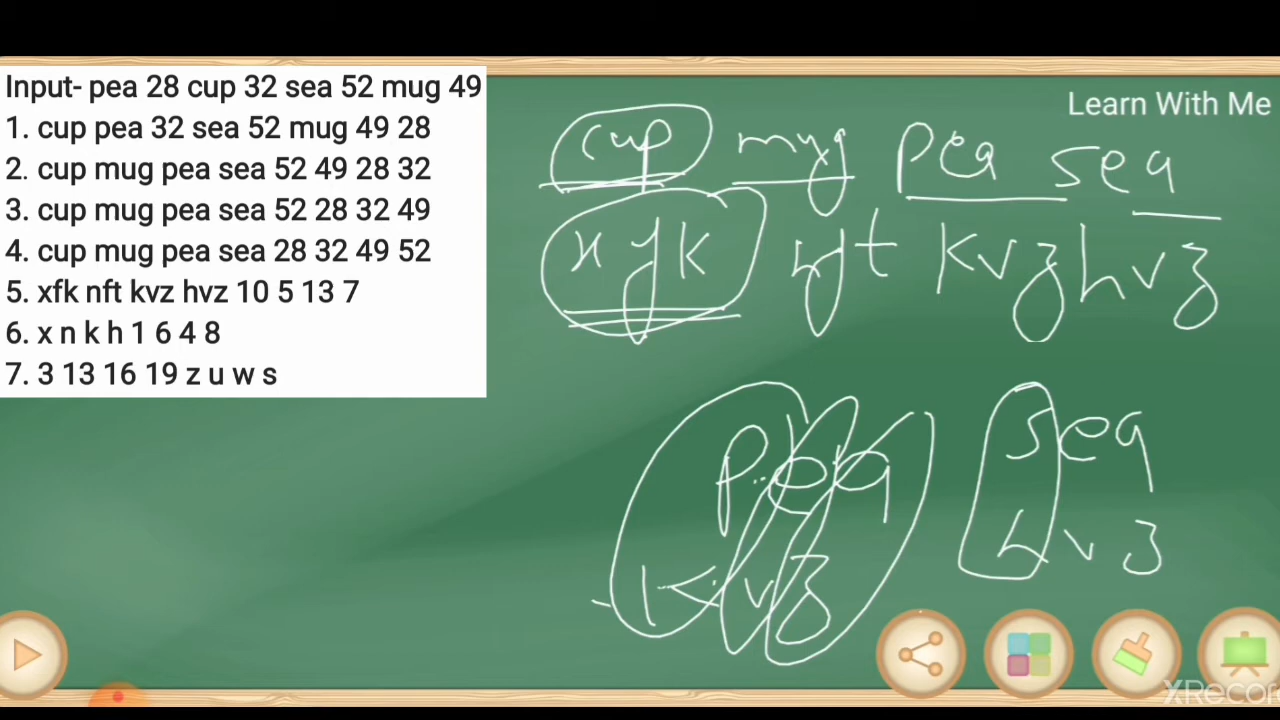 Input- pea 28 cup 32 sea 52 mug 49
1. cup pea 32 sea 52 mug 49 28
2. cup mug pea sea 52 49 28 32
3. cup mug pea sea 52 28 32 49
4. cup mug pea sea 28 32 49 52
5. xfk nft kvz hvz 10 5 13 7
6. x n k h 1 6 4 8
7. 3 13 16 19 z u w s
Learn With Me
cup mug pea sea
xfk nft kvz hvz
pea sea
kvz hvz
XRecor